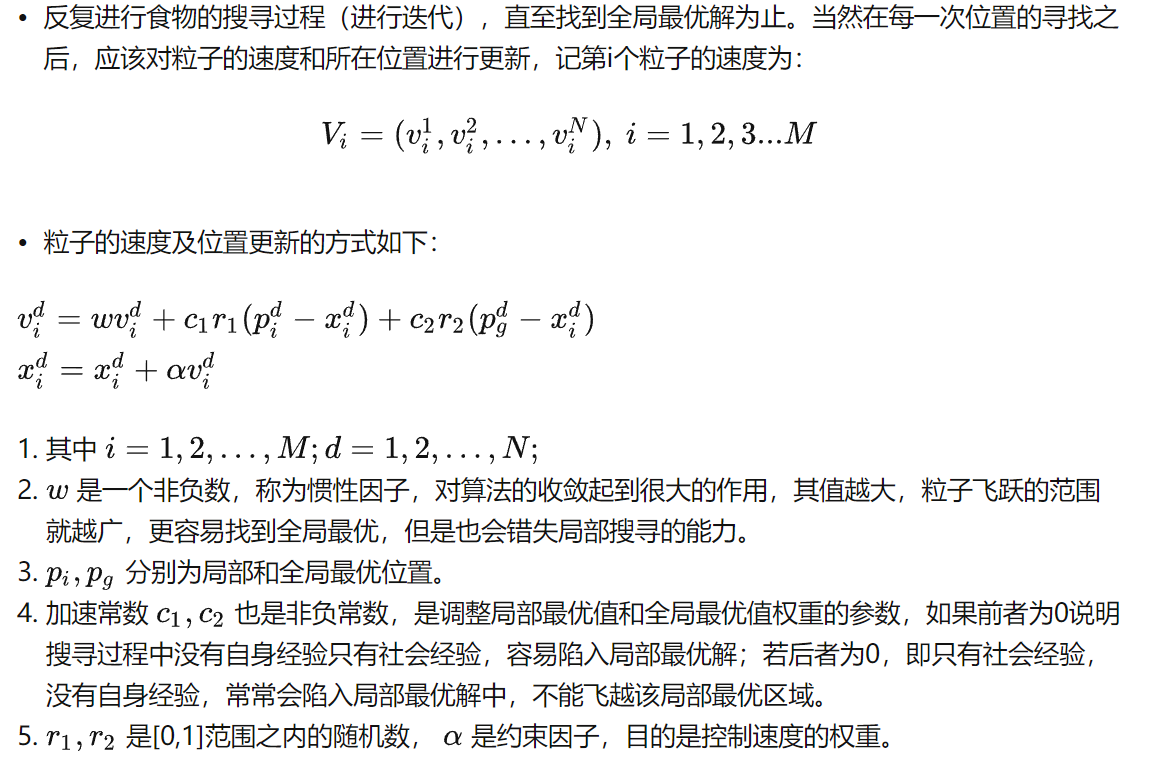 • 反复进行食物的搜寻过程（进行迭代），直至找到全局最优解为止。当然在每一次位置的寻找之
后，应该对粒子的速度和所在位置进行更新，记第i个粒子的速度为：
$V_i = (v_i^1, v_i^2, \ldots, v_i^N), \; i = 1, 2, 3...M$
• 粒子的速度及位置更新的方式如下：
$v_i^d = wv_i^d + c_1r_1(p_i^d - x_i^d) + c_2r_2(p_g^d - x_i^d)$
$x_i^d = x_i^d + \alpha v_i^d$
1. 其中 $i = 1, 2, \ldots, M; d = 1, 2, \ldots, N;$
2. $w$ 是一个非负数，称为惯性因子，对算法的收敛起到很大的作用，其值越大，粒子飞跃的范围
就越广，更容易找到全局最优，但是也会错失局部搜寻的能力。
3. $p_i, p_g$ 分别为局部和全局最优位置。
4. 加速常数 $c_1, c_2$ 也是非负常数，是调整局部最优值和全局最优值权重的参数，如果前者为0说明
搜寻过程中没有自身经验只有社会经验，容易陷入局部最优解；若后者为0，即只有社会经验，
没有自身经验，常常会陷入局部最优解中，不能飞越该局部最优区域。
5. $r_1, r_2$ 是[0,1]范围之内的随机数， $\alpha$ 是约束因子，目的是控制速度的权重。